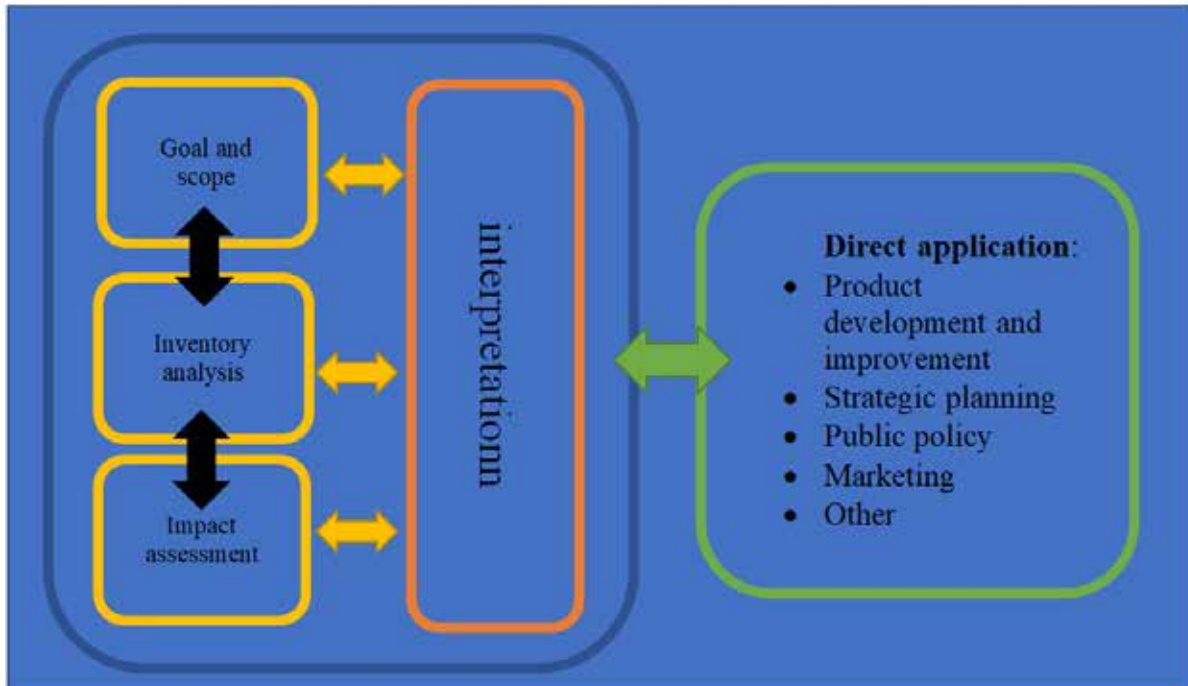 Goal and
scope
Inventory
analysis
Impact
assessment
interpretationn
Direct application:
• Product
development and
improvement
• Strategic planning
• Public policy
• Marketing
• Other